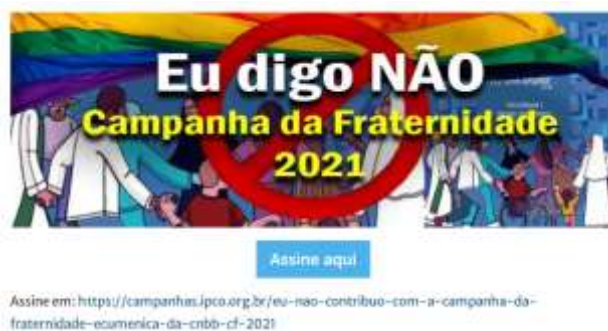 Eu digo NÃO
Campanha da Fraternidade
2021
Assine aqui
Assine em: https://campanhas.ipco.org.br/eu-nao-contribuo-com-a-campanha-da-
fraternidade-ecumenica-da-cnbb-cf-2021